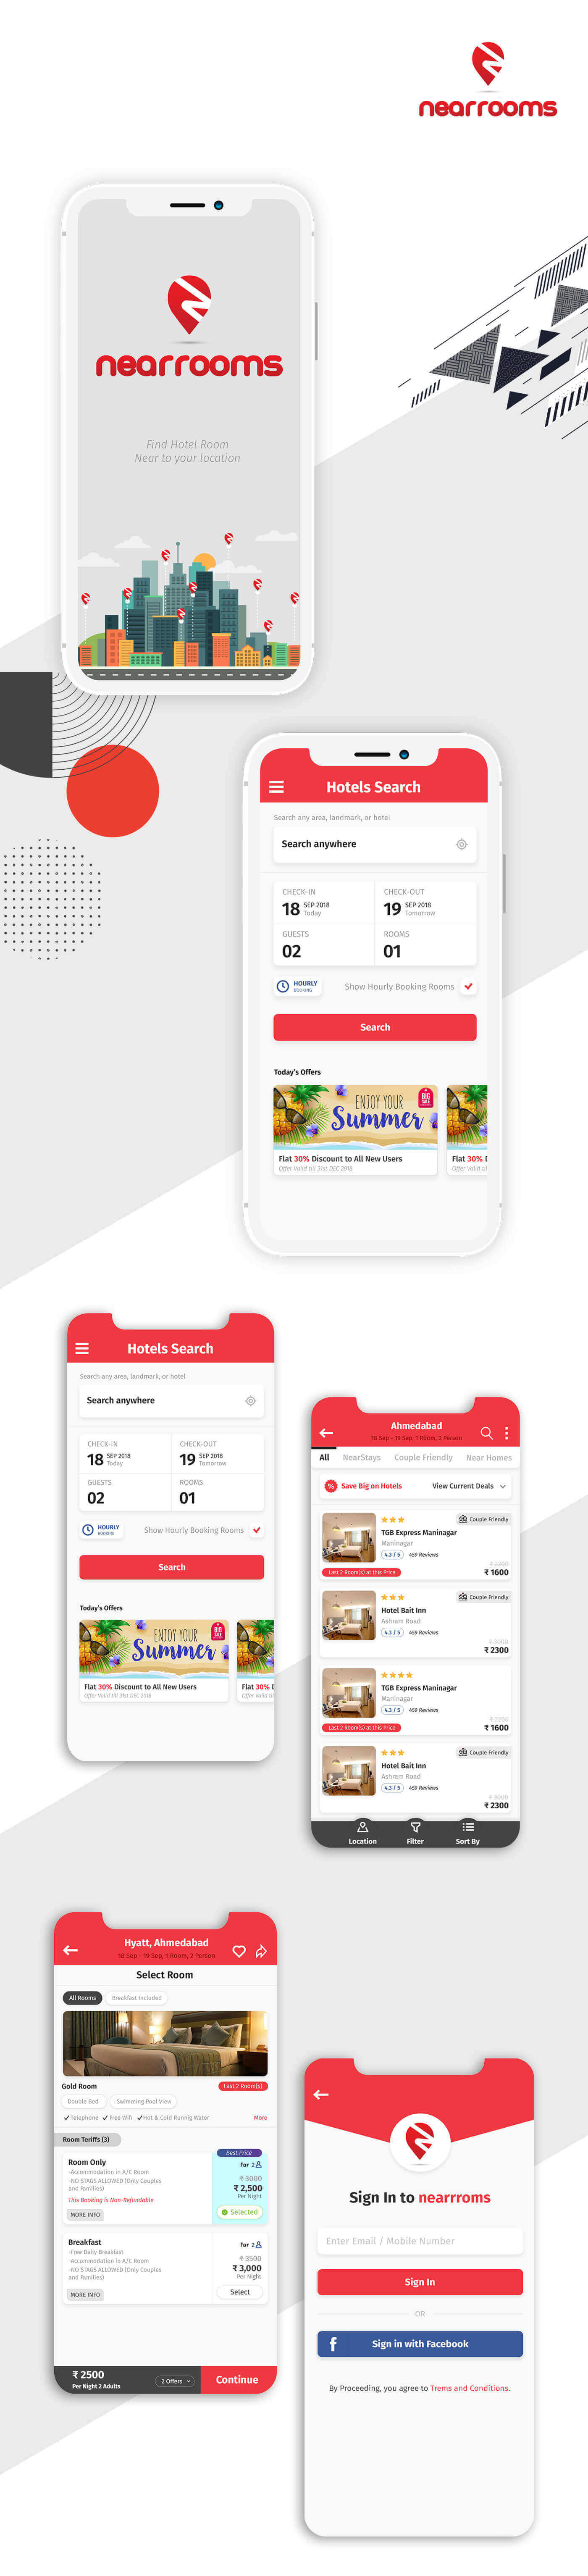 nearrooms
nearrooms
Find Hotel Room
Near to your location
Hotels Search
Search any area, landmark, or hotel
Search anywhere
CHECK-IN
18 SEP 2018
Today
CHECK-OUT
19 SEP 2018
Tomorrow
GUESTS
02
ROOMS
01
HOURLY
BOOKING
Show Hourly Booking Rooms
Search
Today's Offers
ENJOY YOUR
Summer
BIG
SALE
Flat 30% Discount to All New Users
Offer Valid till 31st DEC 2018
Flat 30% D
Offer Valid til
Hotels Search
Search any area, landmark, or hotel
Search anywhere
CHECK-IN
18 SEP 2018
Today
CHECK-OUT
19 SEP 2018
Tomorrow
GUESTS
02
ROOMS
01
HOURLY
BOOKING
Show Hourly Booking Rooms
Search
Today's Offers
ENJOY YOUR
Summer
BIG
SALE
Flat 30% Discount to All New Users
Offer Valid till 31st DEC 2018
Flat 30% D
Offer Valid til
Ahmedabad
18 Sep - 19 Sep, 1 Room, 2 Person
All NearStays Couple Friendly Near Homes
% Save Big on Hotels View Current Deals
Couple Friendly
TGB Express Maninagar
Maninagar
4.3 / 5 459 Reviews
Last 2 Room(s) at this Price
₹ 1600
Couple Friendly
Hotel Bait Inn
Ashram Road
4.3 / 5 459 Reviews
₹ 2300
TGB Express Maninagar
Maninagar
4.3 / 5 459 Reviews
Last 2 Room(s) at this Price
₹ 1600
Couple Friendly
Hotel Bait Inn
Ashram Road
4.3 / 5 459 Reviews
₹ 2300
Location Filter Sort By
Hyatt, Ahmedabad
18 Sep - 19 Sep, 1 Room, 2 Person
Select Room
All Rooms Breakfast Included
Gold Room Last 2 Room(s)
Double Bed Swimming Pool View
Telephone Free Wifi Hot & Cold Runnig Water More
Room Teriffs (3)
Best Price
Room Only
-Accommodation in A/C Room
-NO STAGS ALLOWED (Only Couples
and Families)
This Booking is Non-Refundable
MORE INFO
For 2
₹ 3000
₹ 2,500
Per Night
Selected
Breakfast
-Free Daily Breakfast
-Accommodation in A/C Room
-NO STAGS ALLOWED (Only Couples
and Families)
MORE INFO
For 2
₹ 3500
₹ 3,000
Per Night
Select
₹ 2500
Per Night 2 Adults
2 Offers
Continue
Sign In to nearrroms
Enter Email / Mobile Number
Sign In
OR
f Sign in with Facebook
By Proceeding, you agree to Trems and Conditions.